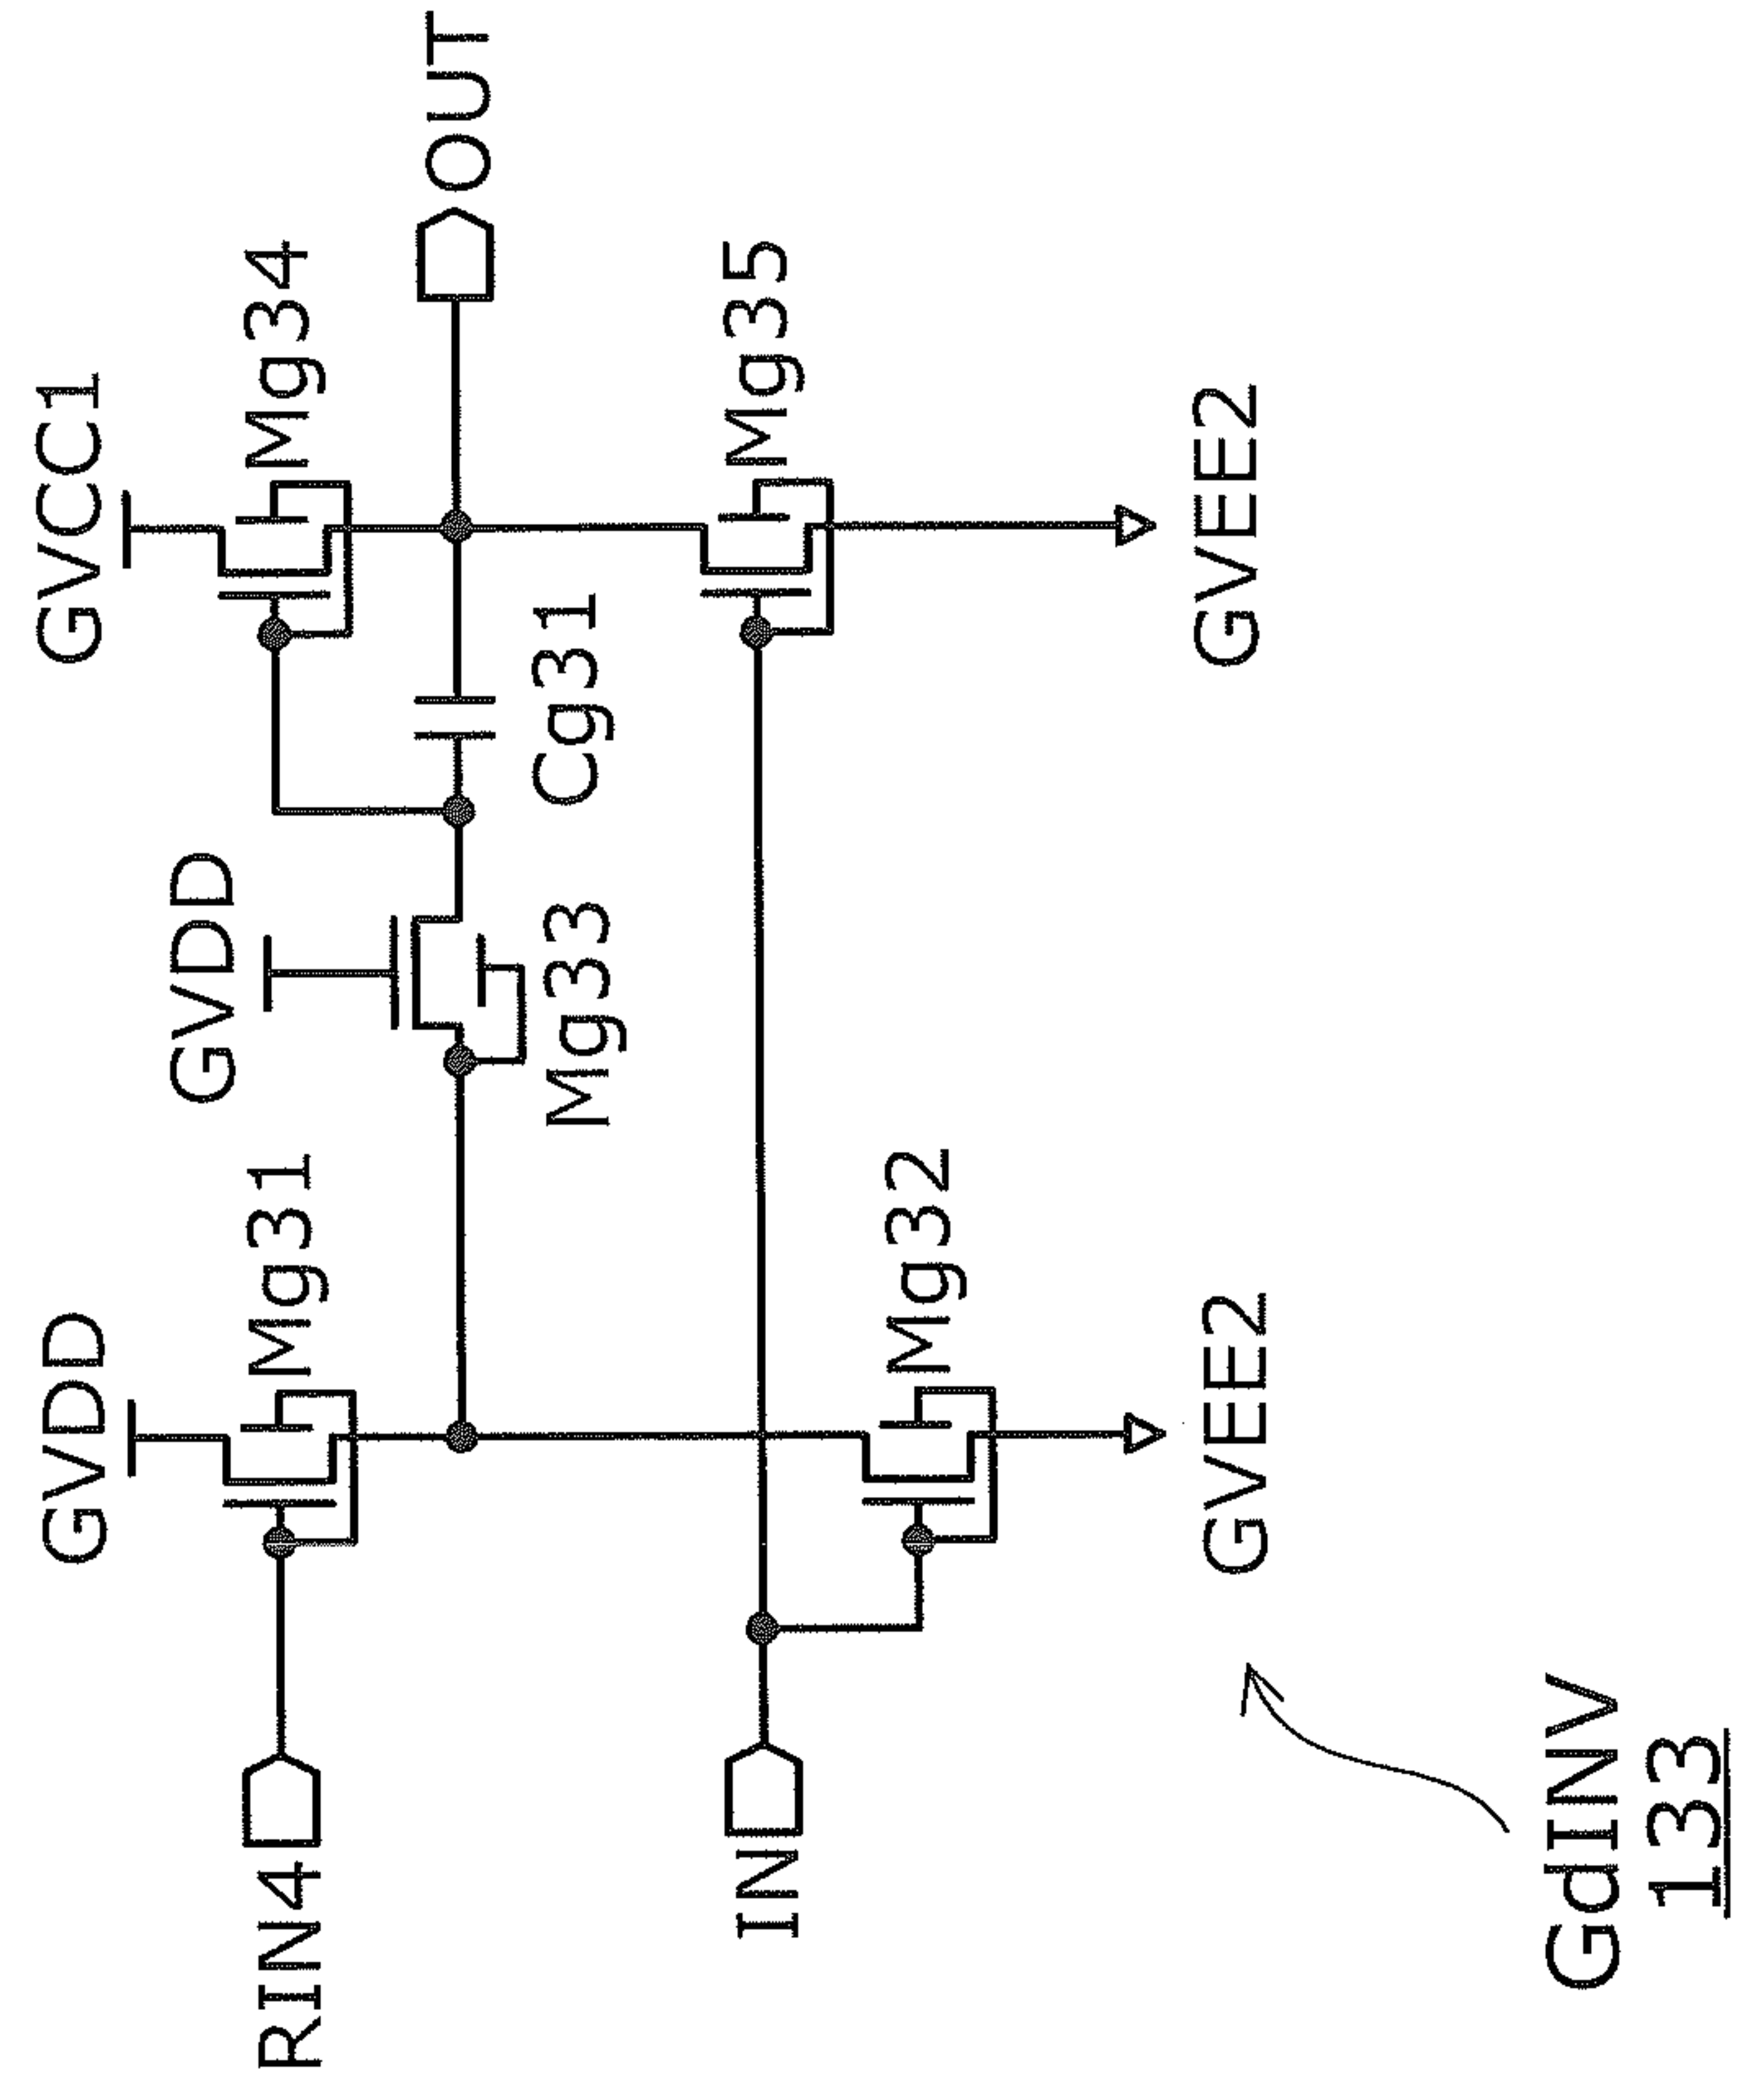 GVDD
GVDD
GVCC1
Mg31
Mg34
RIN4
OUT
Mg33
Cg31
IN
Mg35
Mg32
GVEE2
GVEE2
GdINV
133